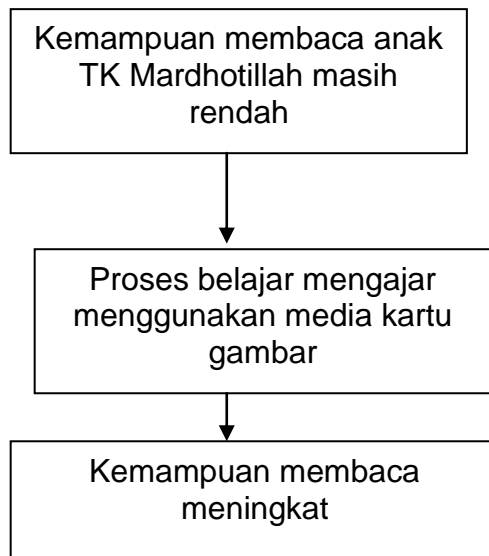 Kemampuan membaca anak
TK Mardhotillah masih
rendah
Proses belajar mengajar
menggunakan media kartu
gambar
Kemampuan membaca
meningkat